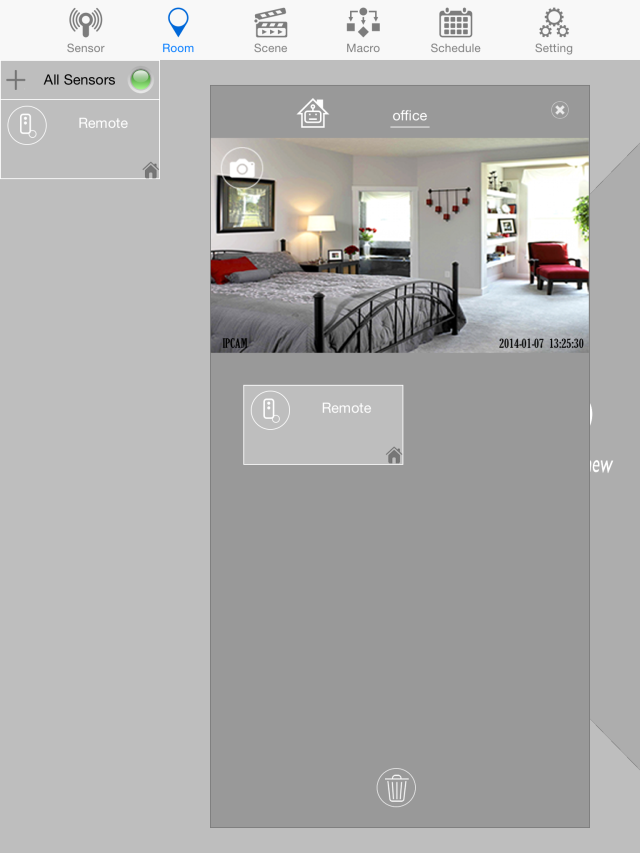 Sensor
Room
Scene
Macro
Schedule
Setting
All Sensors
Remote
office
IPCAM
2014-01-07 13:25:30
Remote